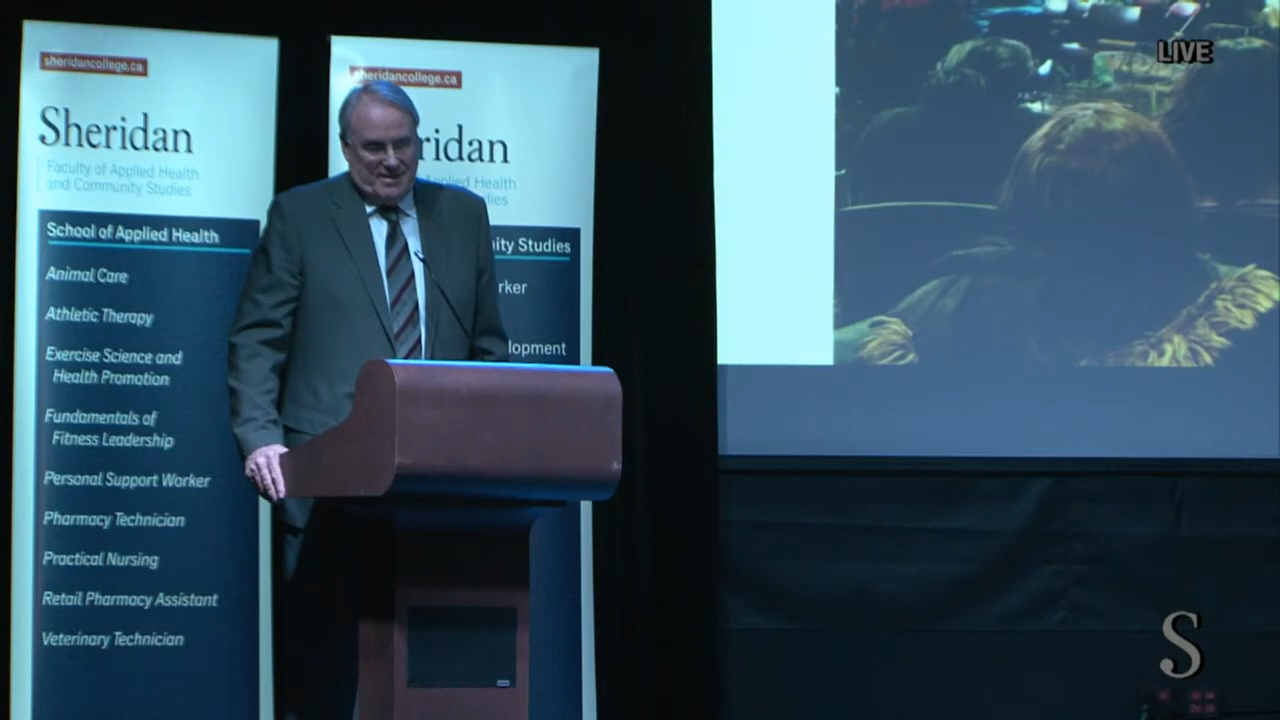 sheridancollege.ca
Sheridan
Faculty of Applied Health
and Community Studies
School of Applied Health
Animal Care
Athletic Therapy
Exercise Science and
Health Promotion
Fundamentals of
Fitness Leadership
Personal Support Worker
Pharmacy Technician
Practical Nursing
Retail Pharmacy Assistant
Veterinary Technician
sheridancollege.ca
ridan
Applied Health
ity Studies
rker
lopment
LIVE
S